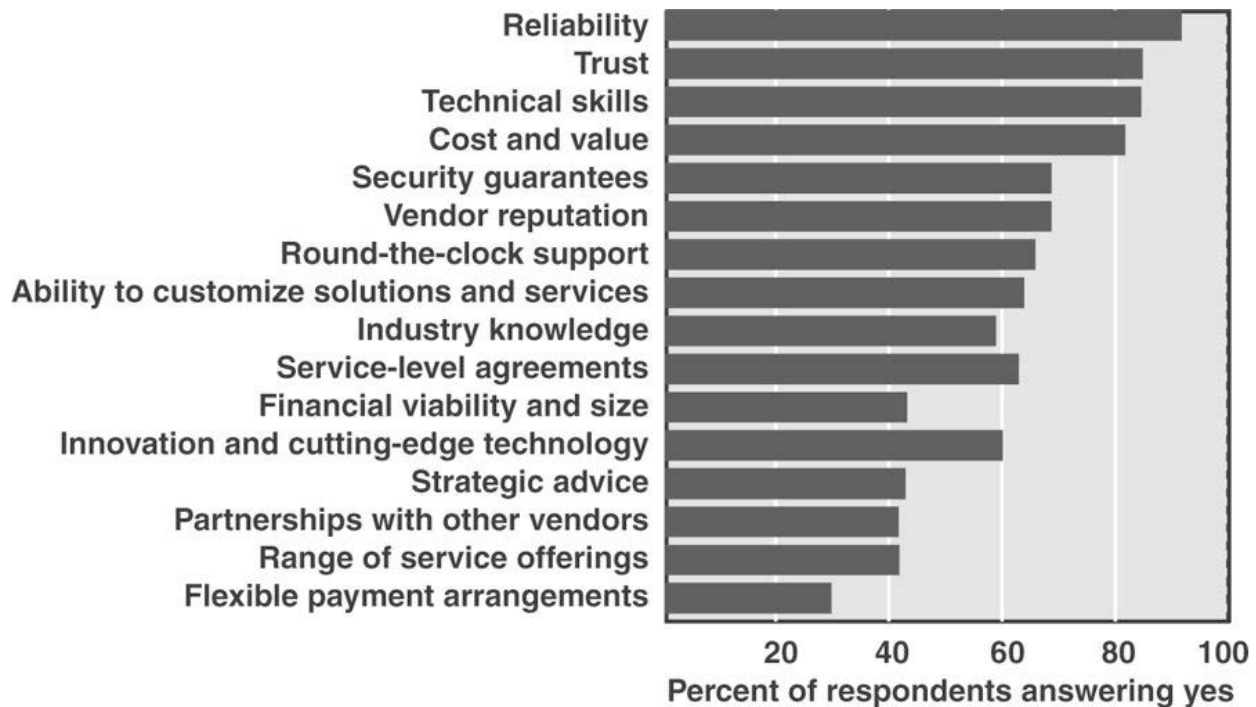 Reliability
Trust
Technical skills
Cost and value
Security guarantees
Vendor reputation
Round-the-clock support
Ability to customize solutions and services
Industry knowledge
Service-level agreements
Financial viability and size
Innovation and cutting-edge technology
Strategic advice
Partnerships with other vendors
Range of service offerings
Flexible payment arrangements
20 40 60 80 100
Percent of respondents answering yes